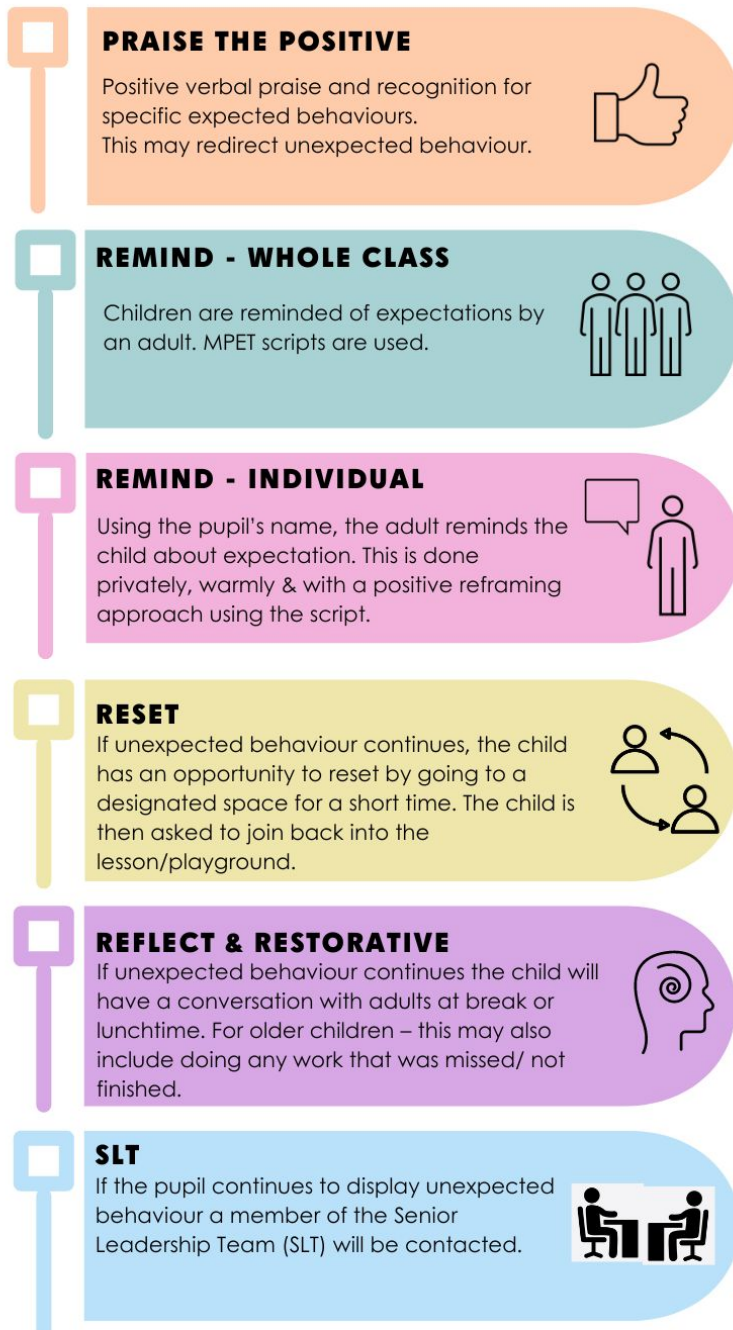 PRAISE THE POSITIVE
Positive verbal praise and recognition for
specific expected behaviours.
This may redirect unexpected behaviour.
REMIND - WHOLE CLASS
Children are reminded of expectations by
an adult. MPET scripts are used.
REMIND - INDIVIDUAL
Using the pupil's name, the adult reminds the
child about expectation. This is done
privately, warmly & with a positive reframing
approach using the script.
RESET
If unexpected behaviour continues, the child
has an opportunity to reset by going to a
designated space for a short time. The child is
then asked to join back into the
lesson/playground.
REFLECT & RESTORATIVE
If unexpected behaviour continues the child will
have a conversation with adults at break or
lunchtime. For older children – this may also
include doing any work that was missed/ not
finished.
SLT
If the pupil continues to display unexpected
behaviour a member of the Senior
Leadership Team (SLT) will be contacted.